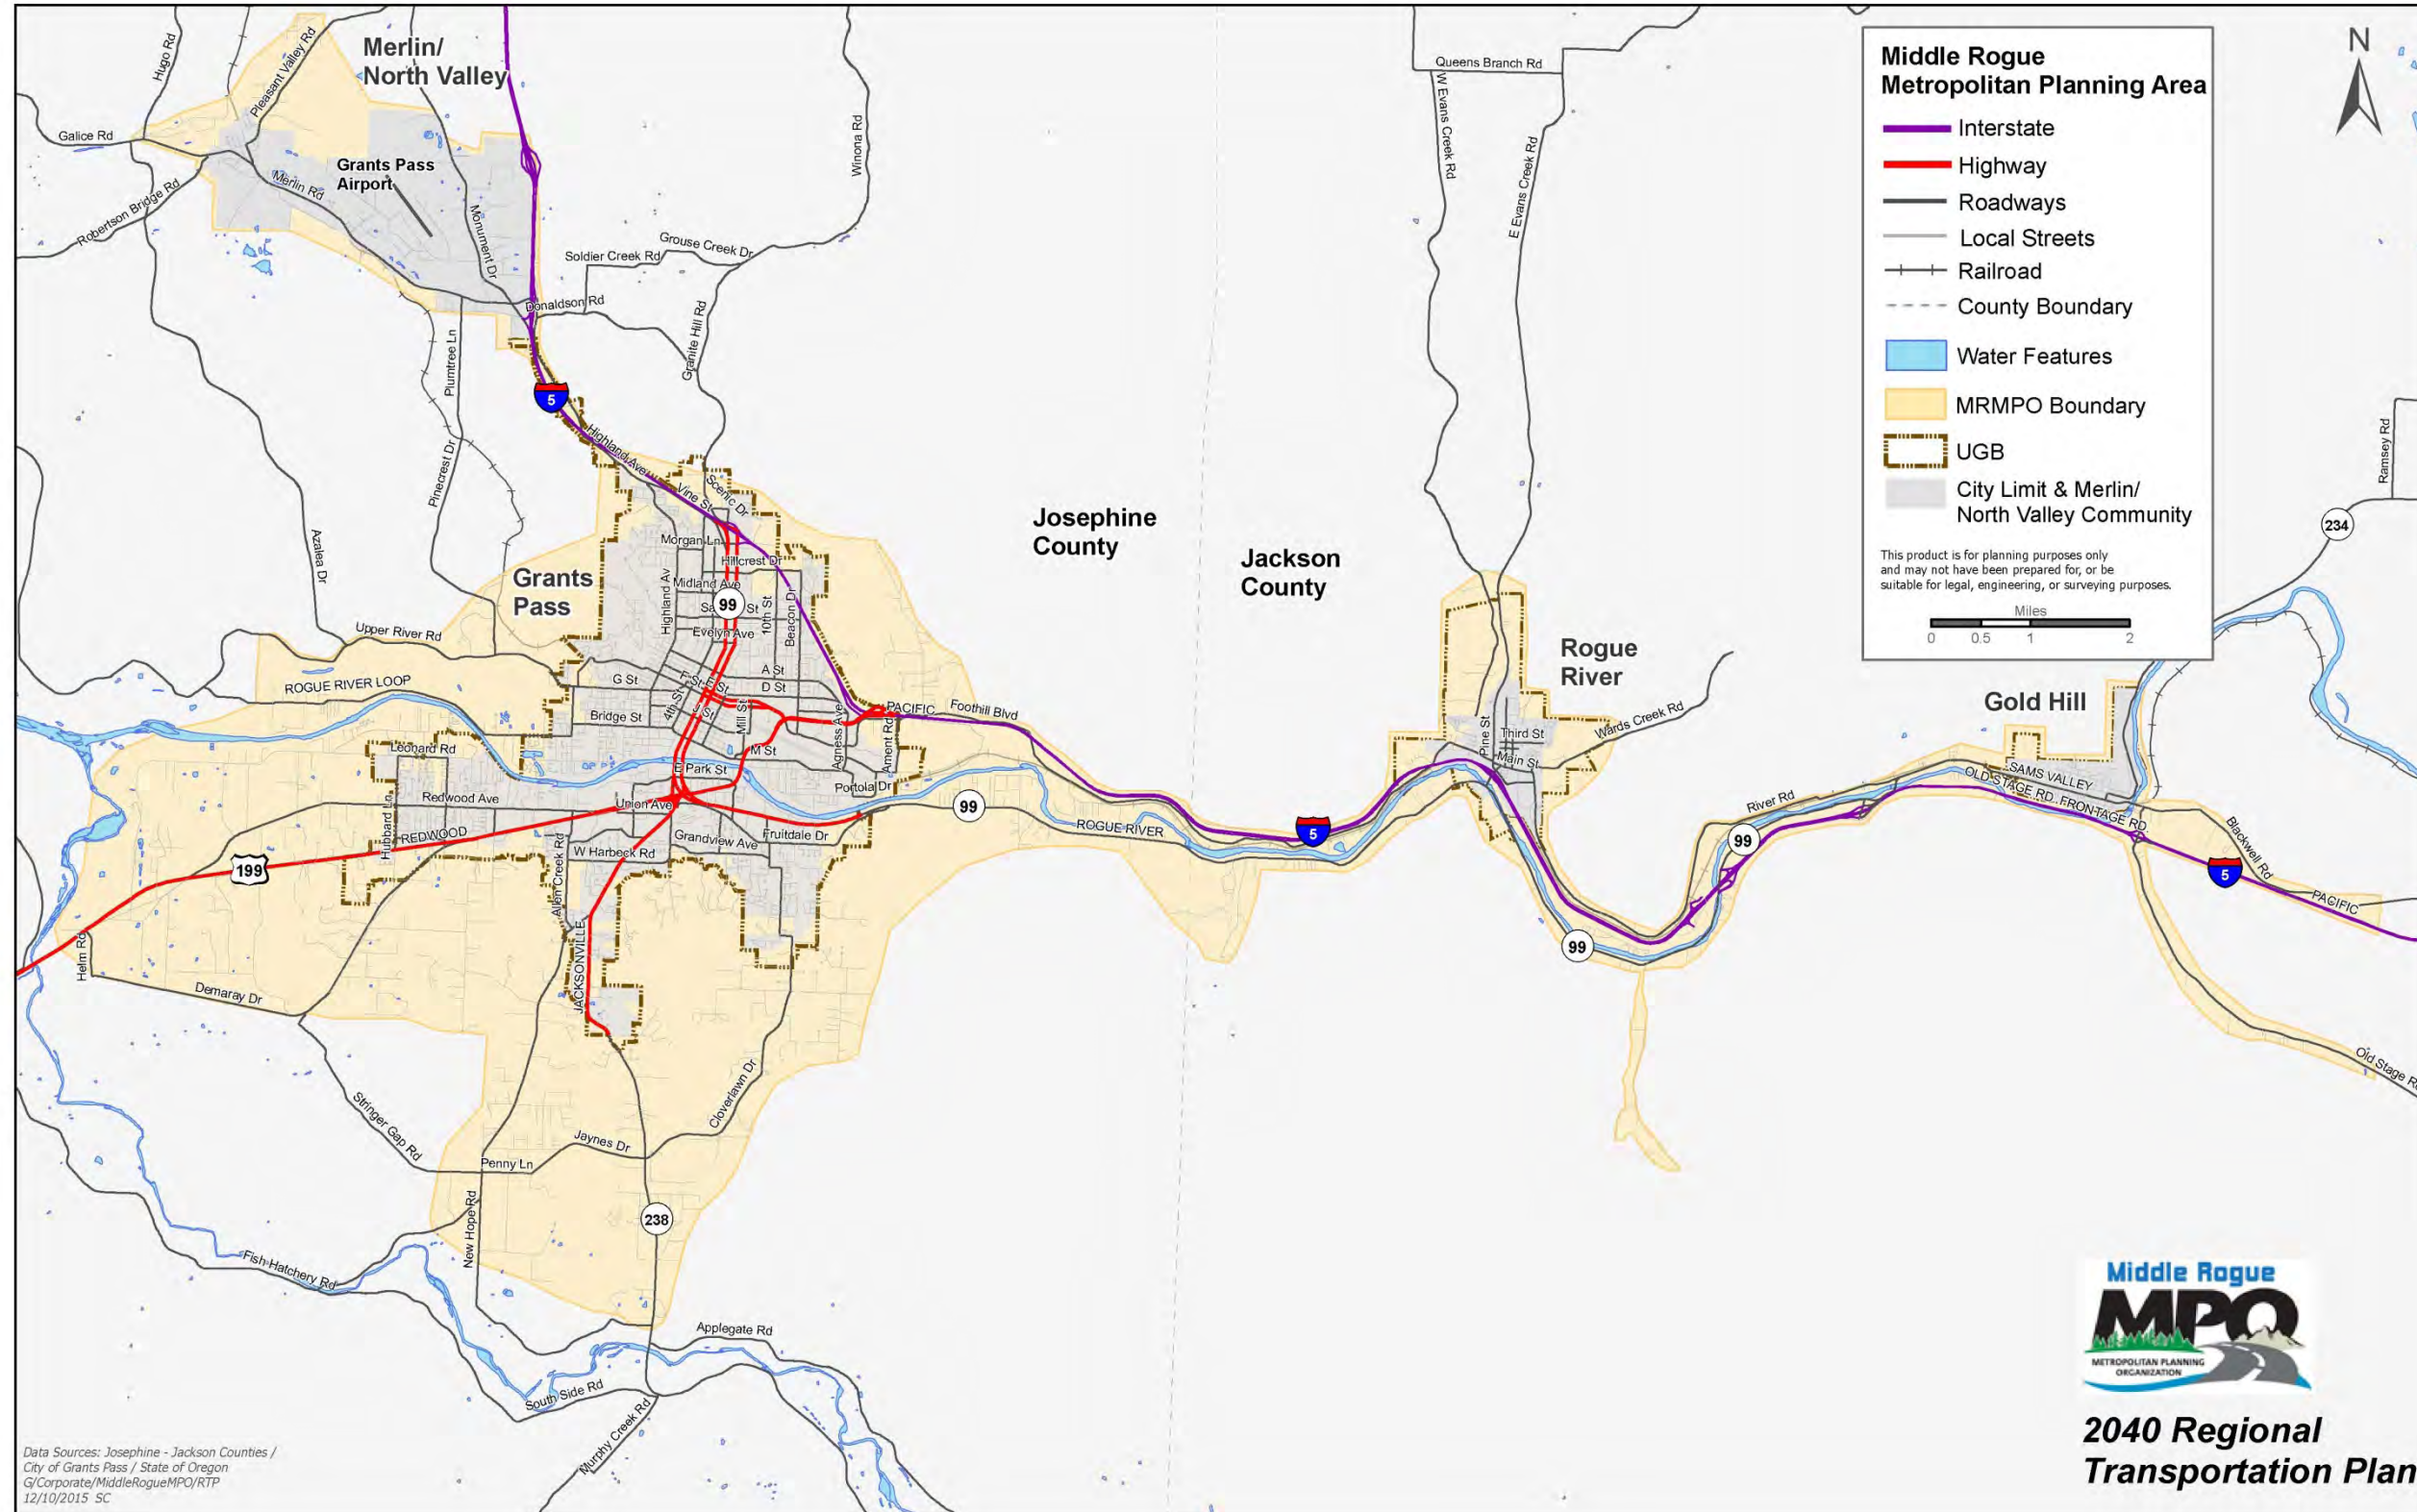 Merlin/
North Valley
Hugo Rd
Pleasant Valley Rd
Galice Rd
Robertson Bridge Rd
Merlin Rd
Grants Pass
Airport
Monument Dr
Winona Rd
Soldier Creek Rd
Grouse Creek Dr
Donaldson Rd
Granite Hill Rd
Plumtree Ln
Pinecrest Dr
Azalea Dr
5
Highland Ave
Vine St
Scenic Dr
Morgan Ln
Hillcrest Dr
Midland Ave
Highland Av
99
St
10th St
Beacon Dr
Evelyn Ave
Grants
Pass
Upper River Rd
ROGUE RIVER LOOP
G St
A St
D St
4th St
J St
Mill St
Bridge St
M St
E Park St
Agness Ave
Ament Rd
PACIFIC
Foothill Blvd
Portola Dr
Leonard Rd
Redwood Ave
Hubbard Ln
REDWOOD
Union Ave
199
Grandview Ave
Fruitdale Dr
W Harbeck Rd
Allen Creek Rd
JACKSONVILLE
Helm Rd
Demaray Dr
Stringer Gap Rd
Cloverlawn Dr
Jaynes Dr
Penny Ln
New Hope Rd
238
Fish Hatchery Rd
Applegate Rd
South Side Rd
Murphy Creek Rd
Josephine
County
Jackson
County
99
ROGUE RIVER
5
Queens Branch Rd
W Evans Creek Rd
E Evans Creek Rd
Rogue
River
Pine St
Third St
Main St
Wards Creek Rd
99
River Rd
99
Gold Hill
SAMS VALLEY
OLD STAGE RD. FRONTAGE RD.
Blackwell Rd
5
PACIFIC
Old Stage R
Ramsey Rd
234
N
Middle Rogue
Metropolitan Planning Area
Interstate
Highway
Roadways
Local Streets
Railroad
County Boundary
Water Features
MRMPO Boundary
UGB
City Limit & Merlin/
North Valley Community
This product is for planning purposes only
and may not have been prepared for, or be
suitable for legal, engineering, or surveying purposes.
Miles
0 0.5 1 2
Middle Rogue
MPO
METROPOLITAN PLANNING
ORGANIZATION
2040 Regional
Transportation Plan
Data Sources: Josephine - Jackson Counties /
City of Grants Pass / State of Oregon
G/Corporate/MiddleRogueMPO/RTP
12/10/2015 SC